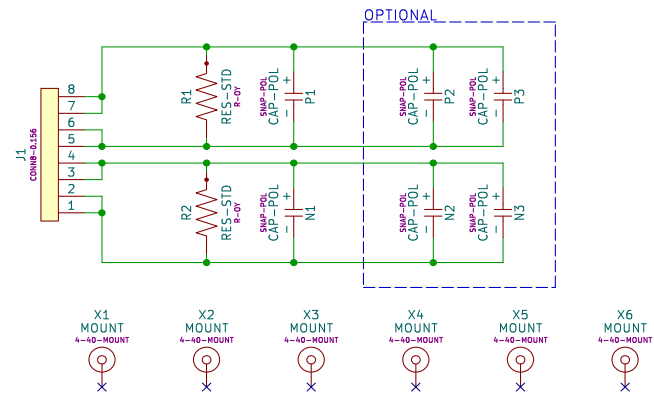 OPTIONAL
J1
CONN8-0.156
8
7
6
5
4
3
2
1
R1
RES-STD
R-OY
SNAP-POL
CAP-POL
+
-
P1
SNAP-POL
CAP-POL
+
-
P2
SNAP-POL
CAP-POL
+
-
P3
R2
RES-STD
R-OY
SNAP-POL
CAP-POL
+
-
N1
SNAP-POL
CAP-POL
+
-
N2
SNAP-POL
CAP-POL
+
-
N3
X1
MOUNT
4-40-MOUNT
X2
MOUNT
4-40-MOUNT
X3
MOUNT
4-40-MOUNT
X4
MOUNT
4-40-MOUNT
X5
MOUNT
4-40-MOUNT
X6
MOUNT
4-40-MOUNT